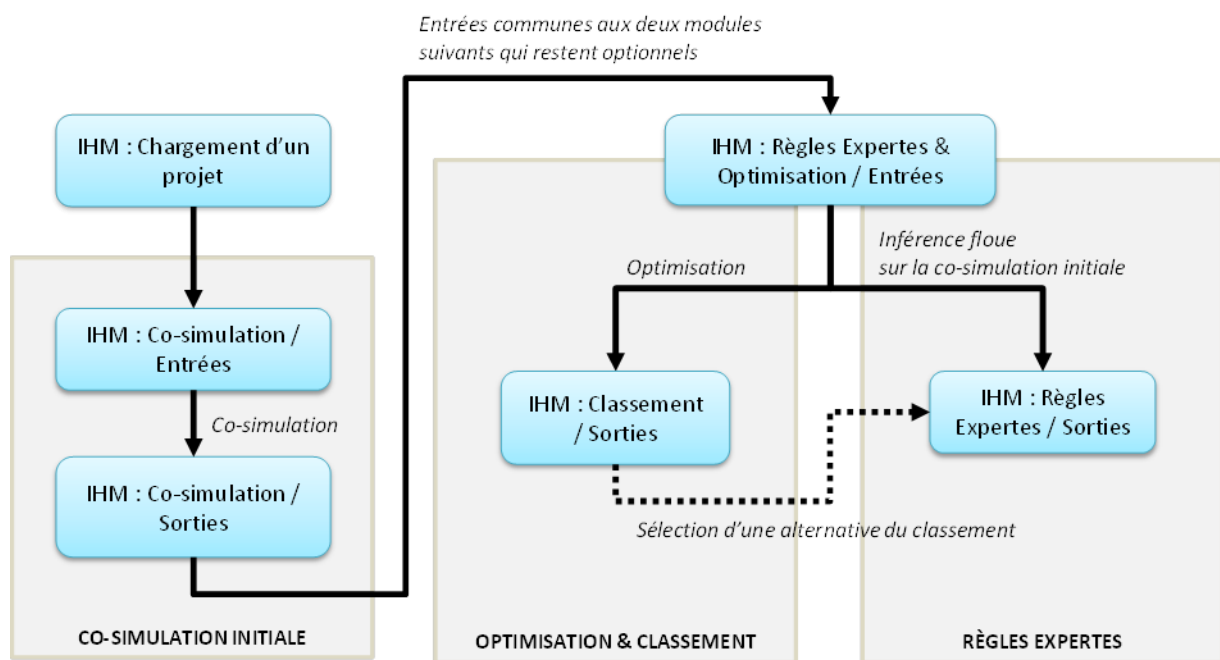 Entrées communes aux deux modules
suivants qui restent optionnels
IHM : Chargement d'un
projet
IHM : Règles Expertes &
Optimisation / Entrées
Optimisation
Inférence floue
sur la co-simulation initiale
IHM : Co-simulation /
Entrées
Co-simulation
IHM : Co-simulation /
Sorties
IHM : Classement
/ Sorties
IHM : Règles
Expertes / Sorties
Sélection d'une alternative du classement
CO-SIMULATION INITIALE
OPTIMISATION & CLASSEMENT
RÈGLES EXPERTES